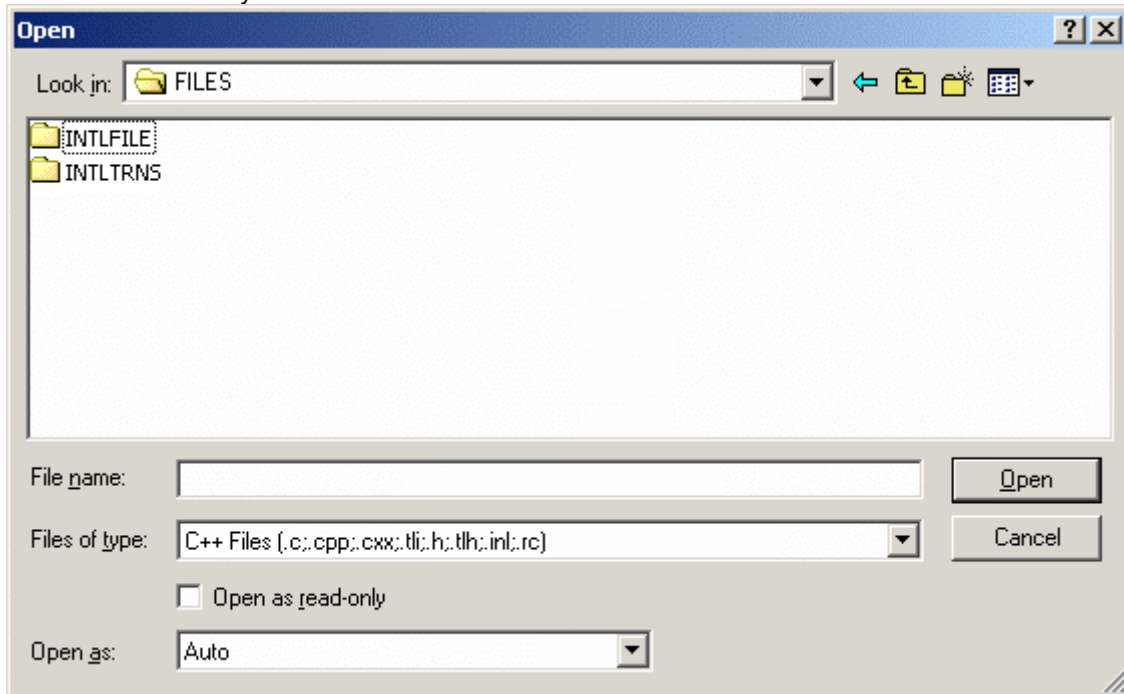 Open
Look in: FILES
INTLFILE
INTLTRNS
File name:
Open
Files of type: C++ Files (.c;.cpp;.cxx;.tli;.h;.tlh;.inl;.rc)
Cancel
Open as read-only
Open as: Auto